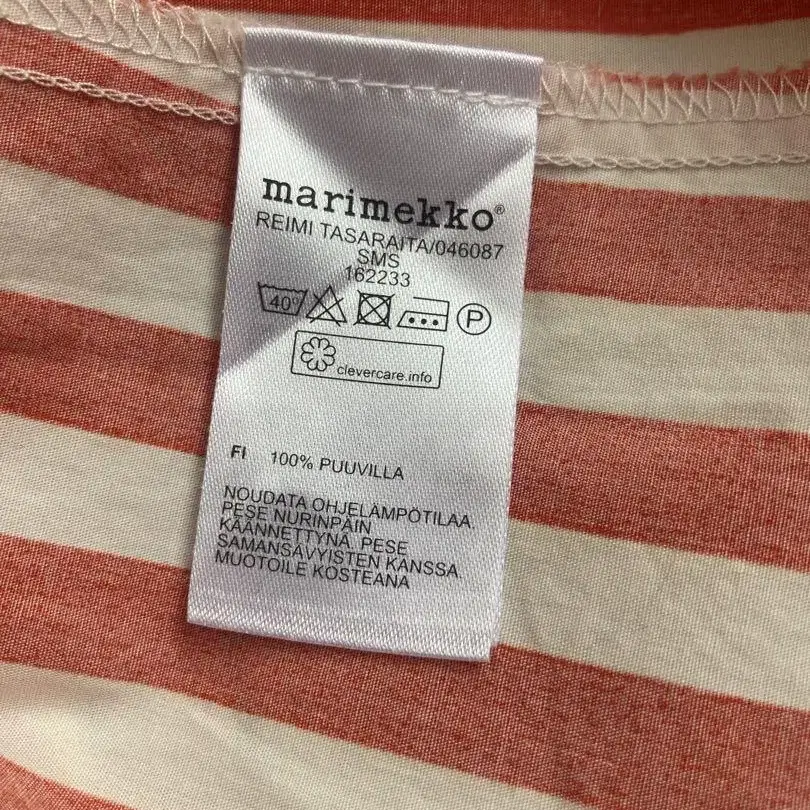 marimekko®
REIMI TASARAITA/046087
SMS
162233
40° P
clevercare.info
FI 100% PUUVILLA
NOUDATA OHJELÄMPÖTILAA.
PESE NURINPÄIN
KÄÄNNETTYNÄ. PESE
SAMANSÄVYISTEN KANSSA.
MUOTOILE KOSTEANA